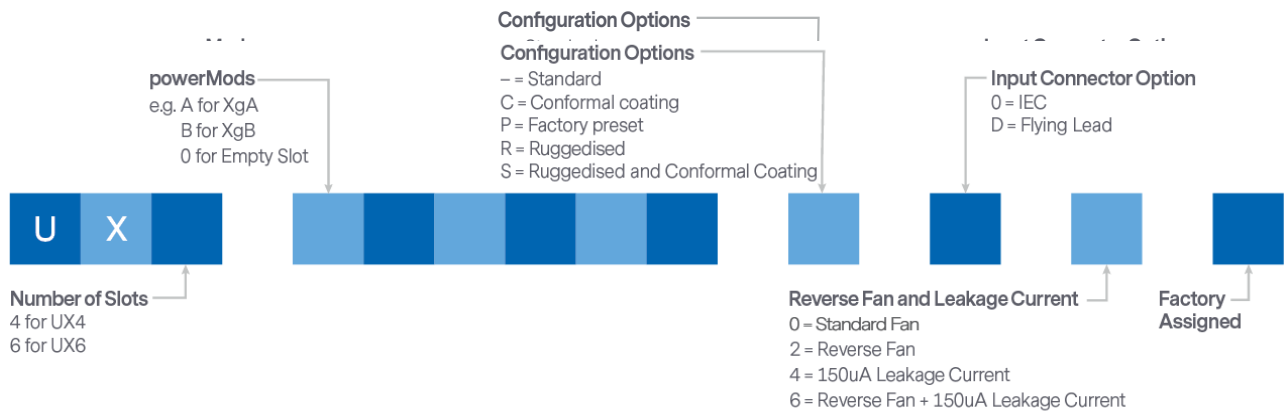 Configuration Options
Configuration Options
– = Standard
C = Conformal coating
P = Factory preset
R = Ruggedised
S = Ruggedised and Conformal Coating
powerMods
e.g. A for XgA
B for XgB
0 for Empty Slot
Input Connector Option
0 = IEC
D = Flying Lead
U X
Number of Slots
4 for UX4
6 for UX6
Reverse Fan and Leakage Current
0 = Standard Fan
2 = Reverse Fan
4 = 150uA Leakage Current
6 = Reverse Fan + 150uA Leakage Current
Factory
Assigned